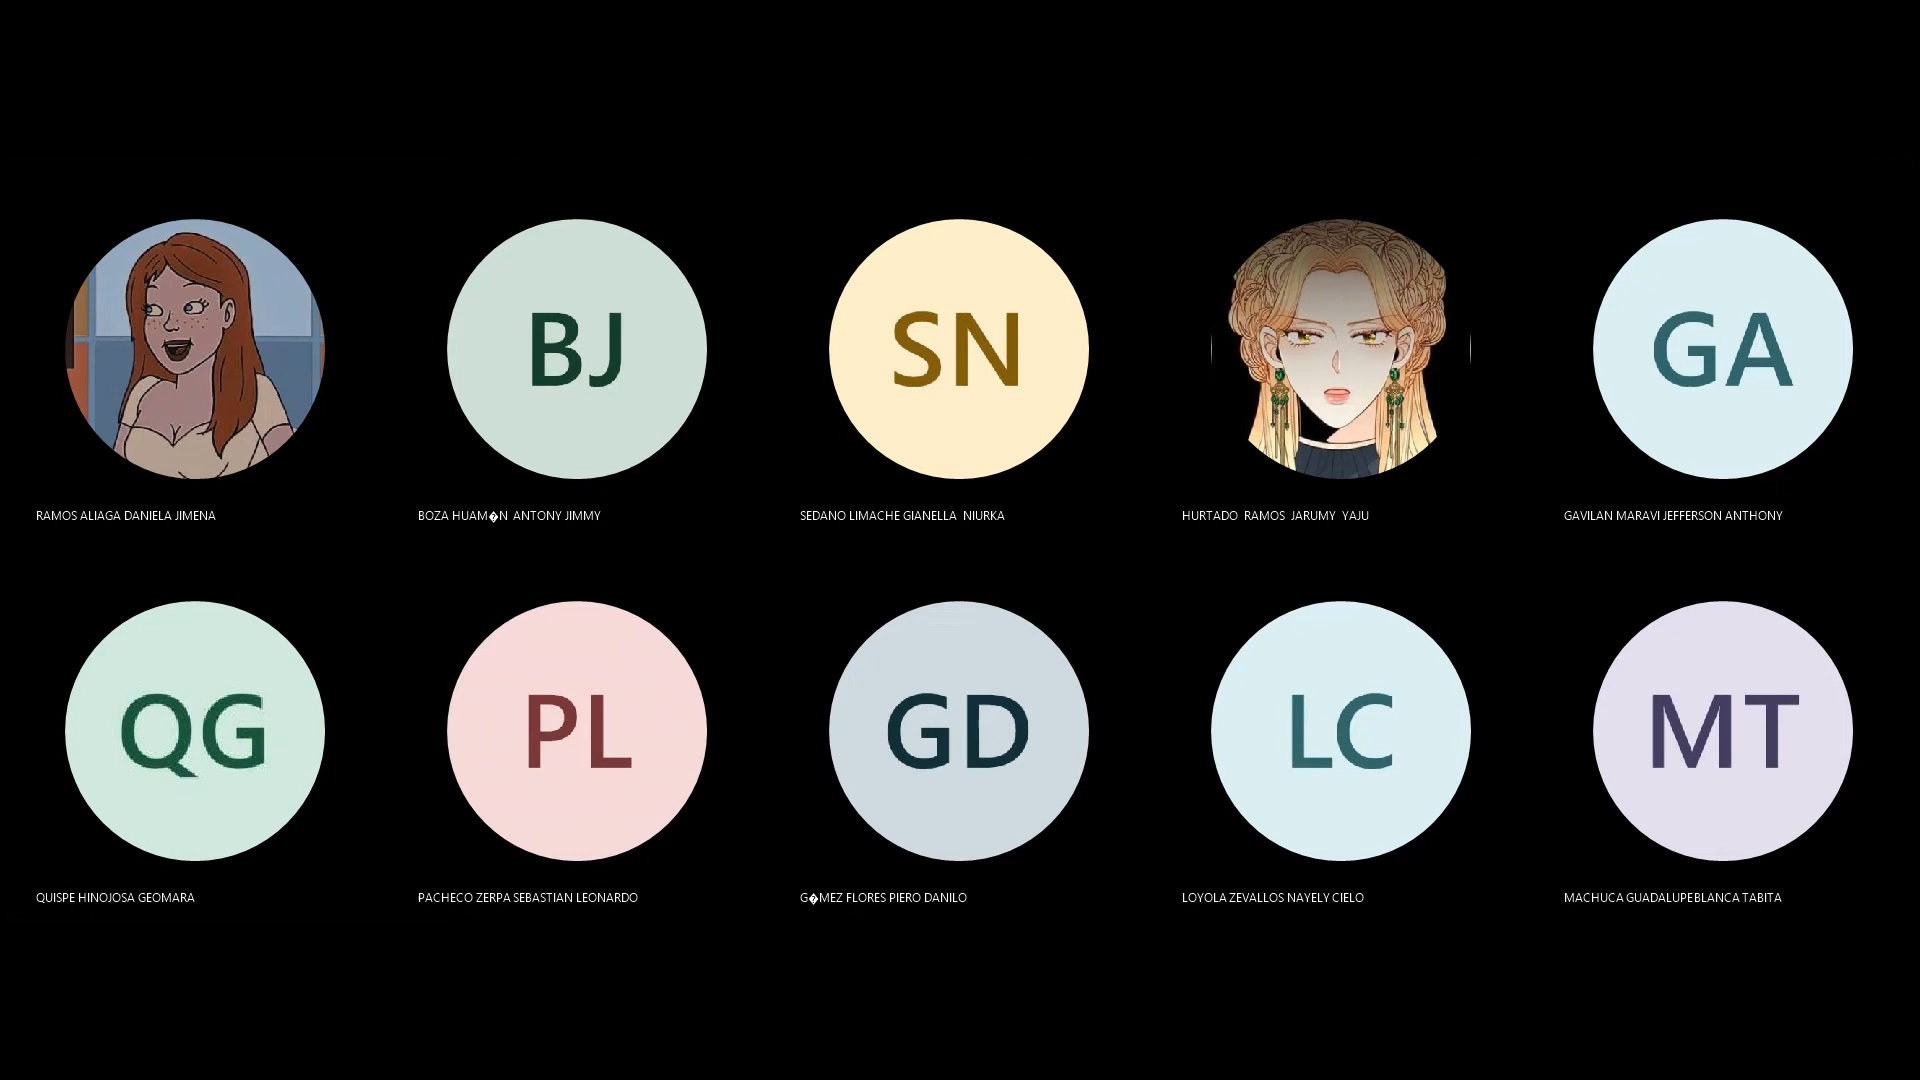 BJ
SN
GA
RAMOS ALIAGA DANIELA JIMENA
BOZA HUAM�N ANTONY JIMMY
SEDANO LIMACHE GIANELLA NIURKA
HURTADO RAMOS JARUMY YAJU
GAVILAN MARAVI JEFFERSON ANTHONY
QG
PL
GD
LC
MT
QUISPE HINOJOSA GEOMARA
PACHECO ZERPA SEBASTIAN LEONARDO
G�MEZ FLORES PIERO DANILO
LOYOLA ZEVALLOS NAYELY CIELO
MACHUCA GUADALUPE BLANCA TABITA